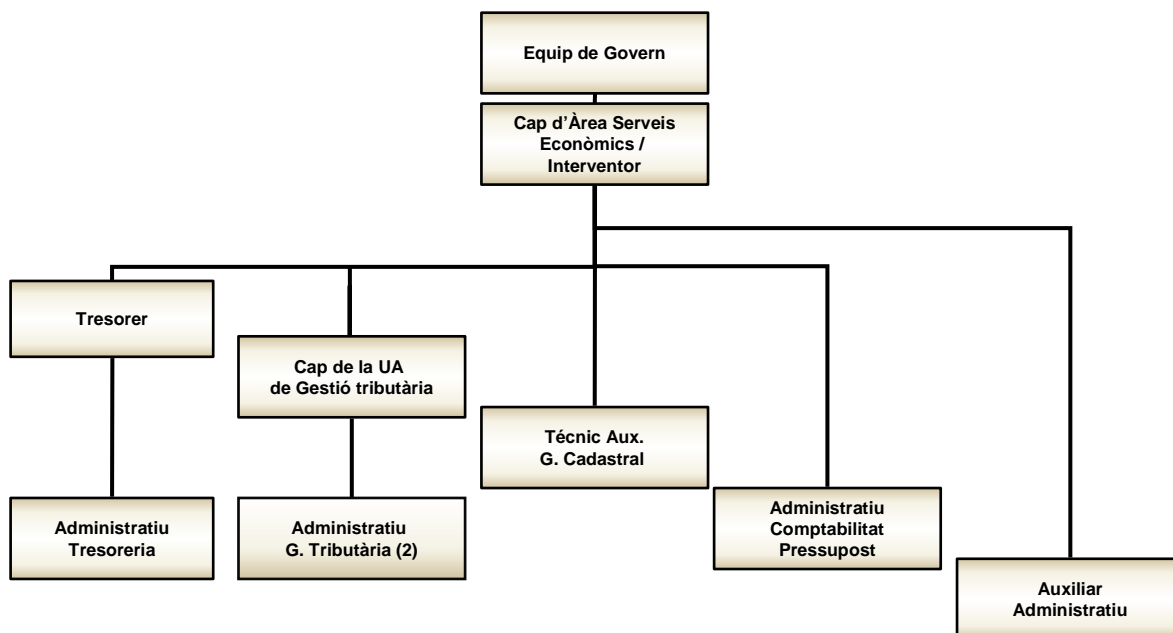 Equip de Govern
Cap d’Àrea Serveis
Econòmics /
Interventor
Tresorer
Cap de la UA
de Gestió tributària
Técnic Aux.
G. Cadastral
Administratiu
Tresoreria
Administratiu
G. Tributària (2)
Administratiu
Comptabilitat
Pressupost
Auxiliar
Administratiu